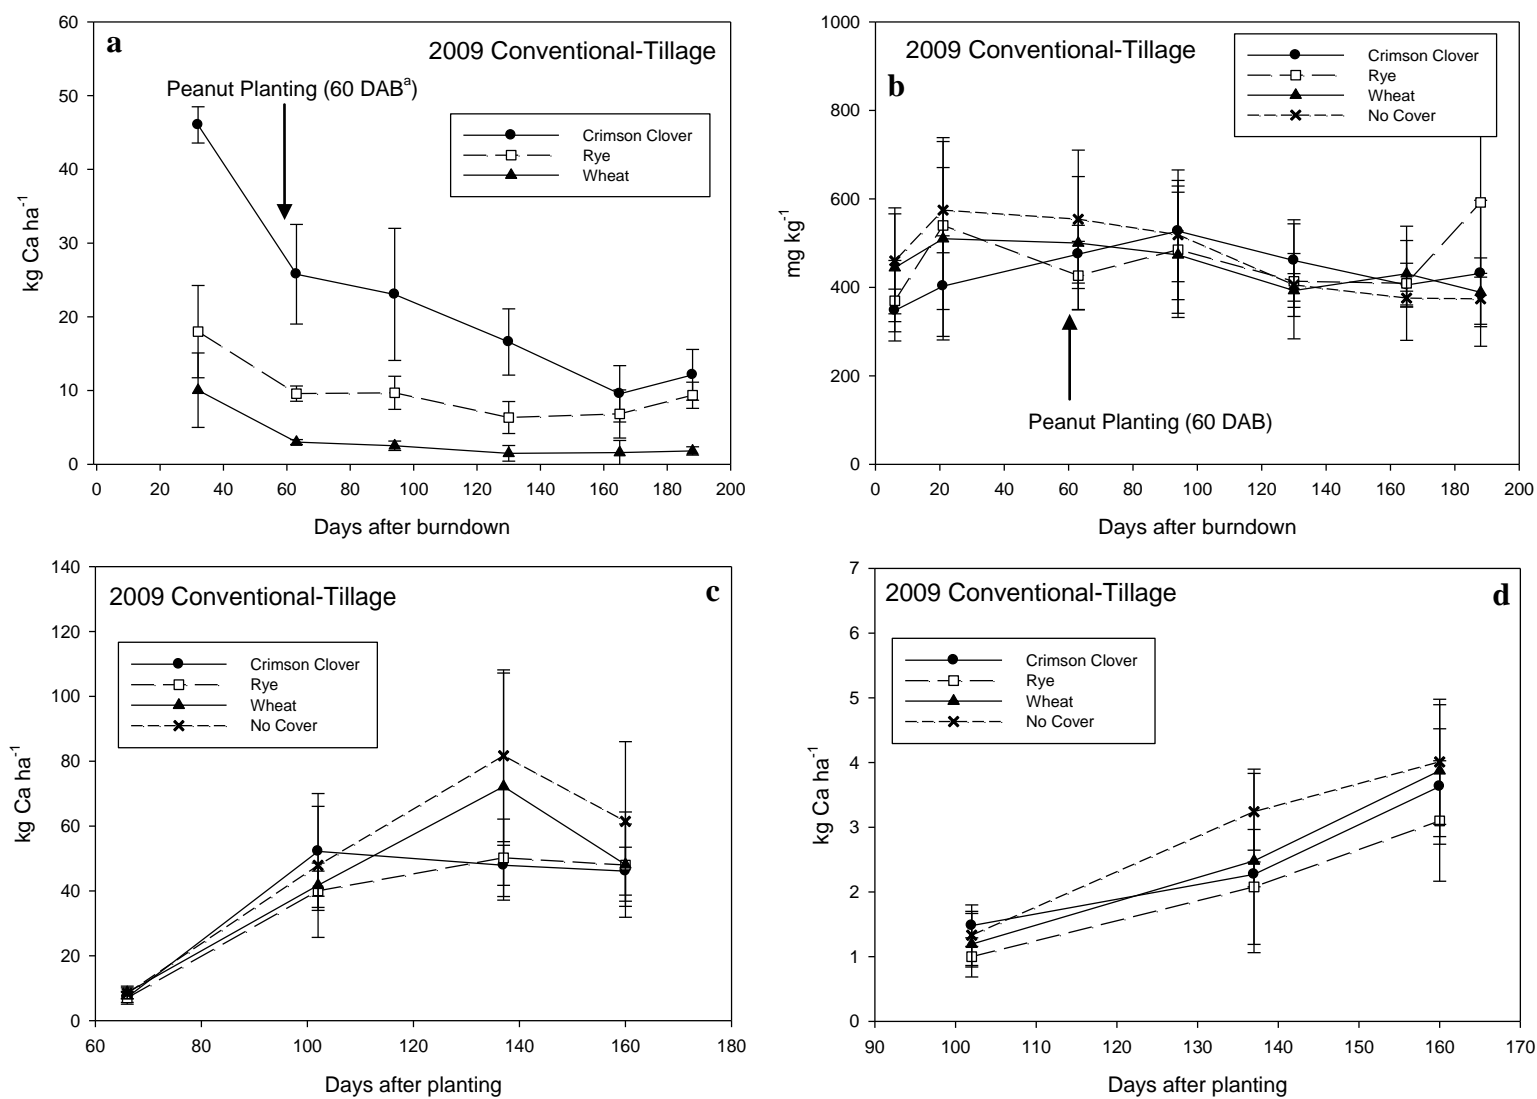 a
2009 Conventional-Tillage
Peanut Planting (60 DABᵃ)
Crimson Clover
Rye
Wheat
kg Ca ha⁻¹
60
50
40
30
20
10
0
0 20 40 60 80 100 120 140 160 180 200
Days after burndown
b
2009 Conventional-Tillage
Crimson Clover
Rye
Wheat
No Cover
mg kg⁻¹
1000
800
600
400
200
0
Peanut Planting (60 DAB)
0 20 40 60 80 100 120 140 160 180 200
Days after burndown
c
2009 Conventional-Tillage
Crimson Clover
Rye
Wheat
No Cover
kg Ca ha⁻¹
140
120
100
80
60
40
20
0
60 80 100 120 140 160 180
Days after planting
d
2009 Conventional-Tillage
Crimson Clover
Rye
Wheat
No Cover
kg Ca ha⁻¹
7
6
5
4
3
2
1
0
90 100 110 120 130 140 150 160 170
Days after planting